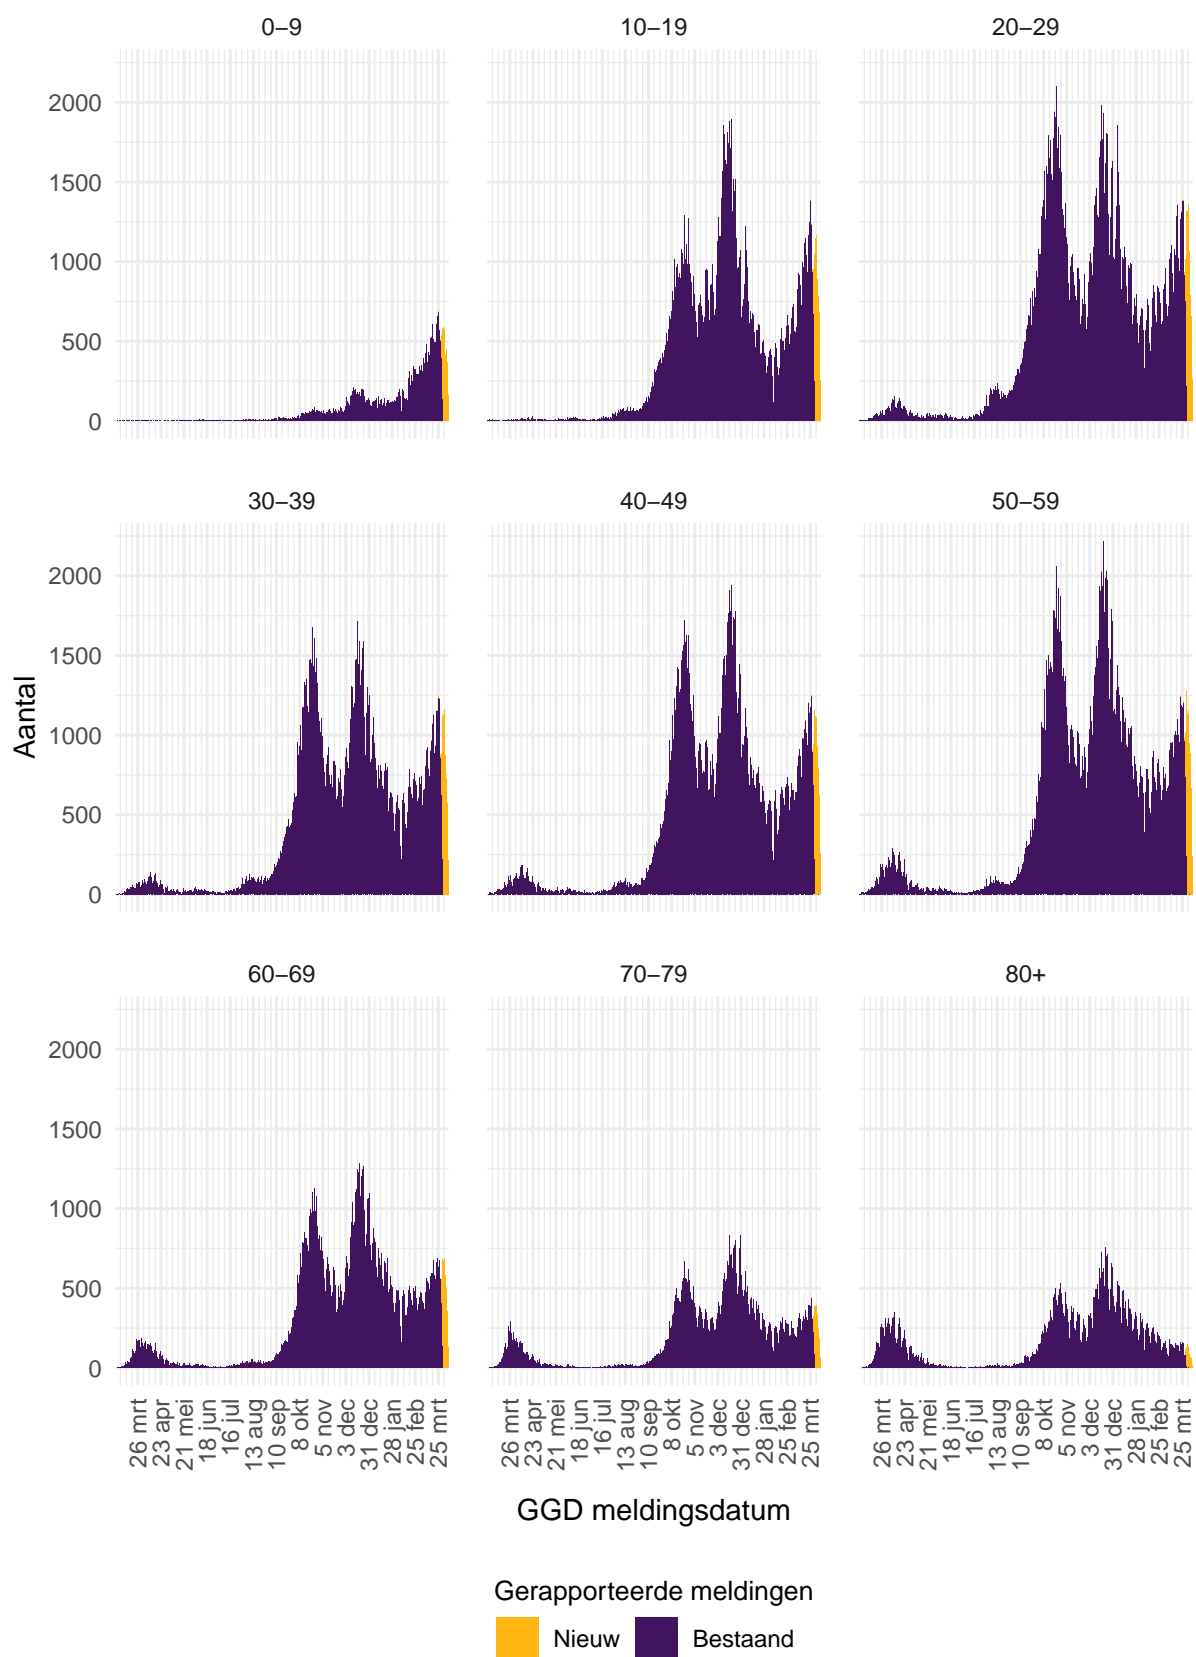 0–9 10–19 20–29
2000
1500
1000
500
0
30–39 40–49 50–59
2000
1500
1000
500
0
60–69 70–79 80+
2000
1500
1000
500
0
Aantal
26 mrt 23 apr 21 mei 18 jun 16 jul 13 aug 10 sep 8 okt 5 nov 3 dec 31 dec 28 jan 25 feb 25 mrt
26 mrt 23 apr 21 mei 18 jun 16 jul 13 aug 10 sep 8 okt 5 nov 3 dec 31 dec 28 jan 25 feb 25 mrt
26 mrt 23 apr 21 mei 18 jun 16 jul 13 aug 10 sep 8 okt 5 nov 3 dec 31 dec 28 jan 25 feb 25 mrt
GGD meldingsdatum
Gerapporteerde meldingen
Nieuw Bestaand